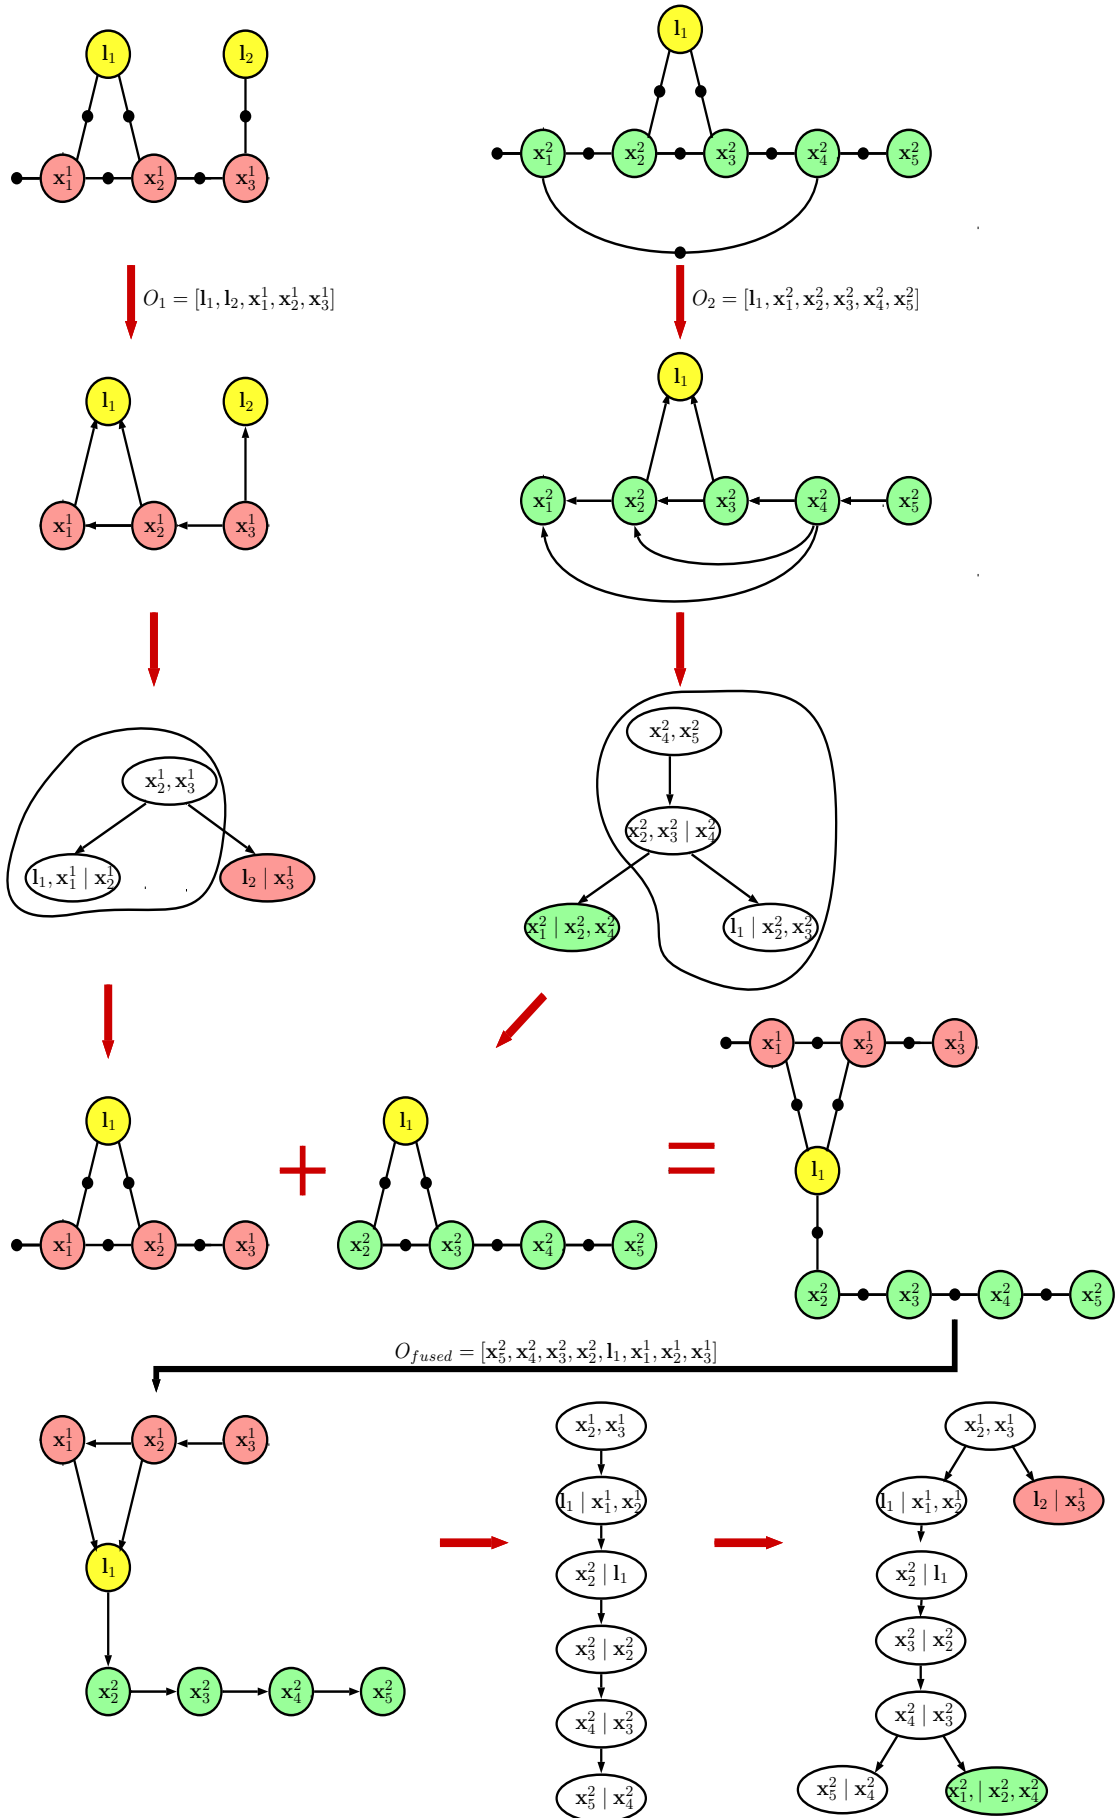 l₁ l₂
x₁¹ x₂¹ x₃¹
l₁
x₁² x₂² x₃² x₄² x₅²
O₁ = [l₁, l₂, x₁¹, x₂¹, x₃¹]
O₂ = [l₁, x₁², x₂², x₃², x₄², x₅²]
l₁ l₂
x₁¹ x₂¹ x₃¹
l₁
x₁² x₂² x₃² x₄² x₅²
x₂¹, x₃¹
l₁, x₁¹ | x₂¹
l₂ | x₃¹
x₄², x₅²
x₂², x₃² | x₄²
x₁² | x₂², x₄²
l₁ | x₂², x₃²
l₁
x₁¹ x₂¹ x₃¹
+
l₁
x₂² x₃² x₄² x₅²
=
x₁¹ x₂¹ x₃¹
l₁
x₂² x₃² x₄² x₅²
O_fused = [x₅², x₄², x₃², x₂², l₁, x₁¹, x₂¹, x₃¹]
x₁¹ x₂¹ x₃¹
l₁
x₂² x₃² x₄² x₅²
x₂¹, x₃¹
l₁ | x₁¹, x₂¹
x₂² | l₁
x₃² | x₂²
x₄² | x₃²
x₅² | x₄²
x₂¹, x₃¹
l₁ | x₁¹, x₂¹
l₂ | x₃¹
x₂² | l₁
x₃² | x₂²
x₄² | x₃²
x₅² | x₄²
x₁², | x₂², x₄²